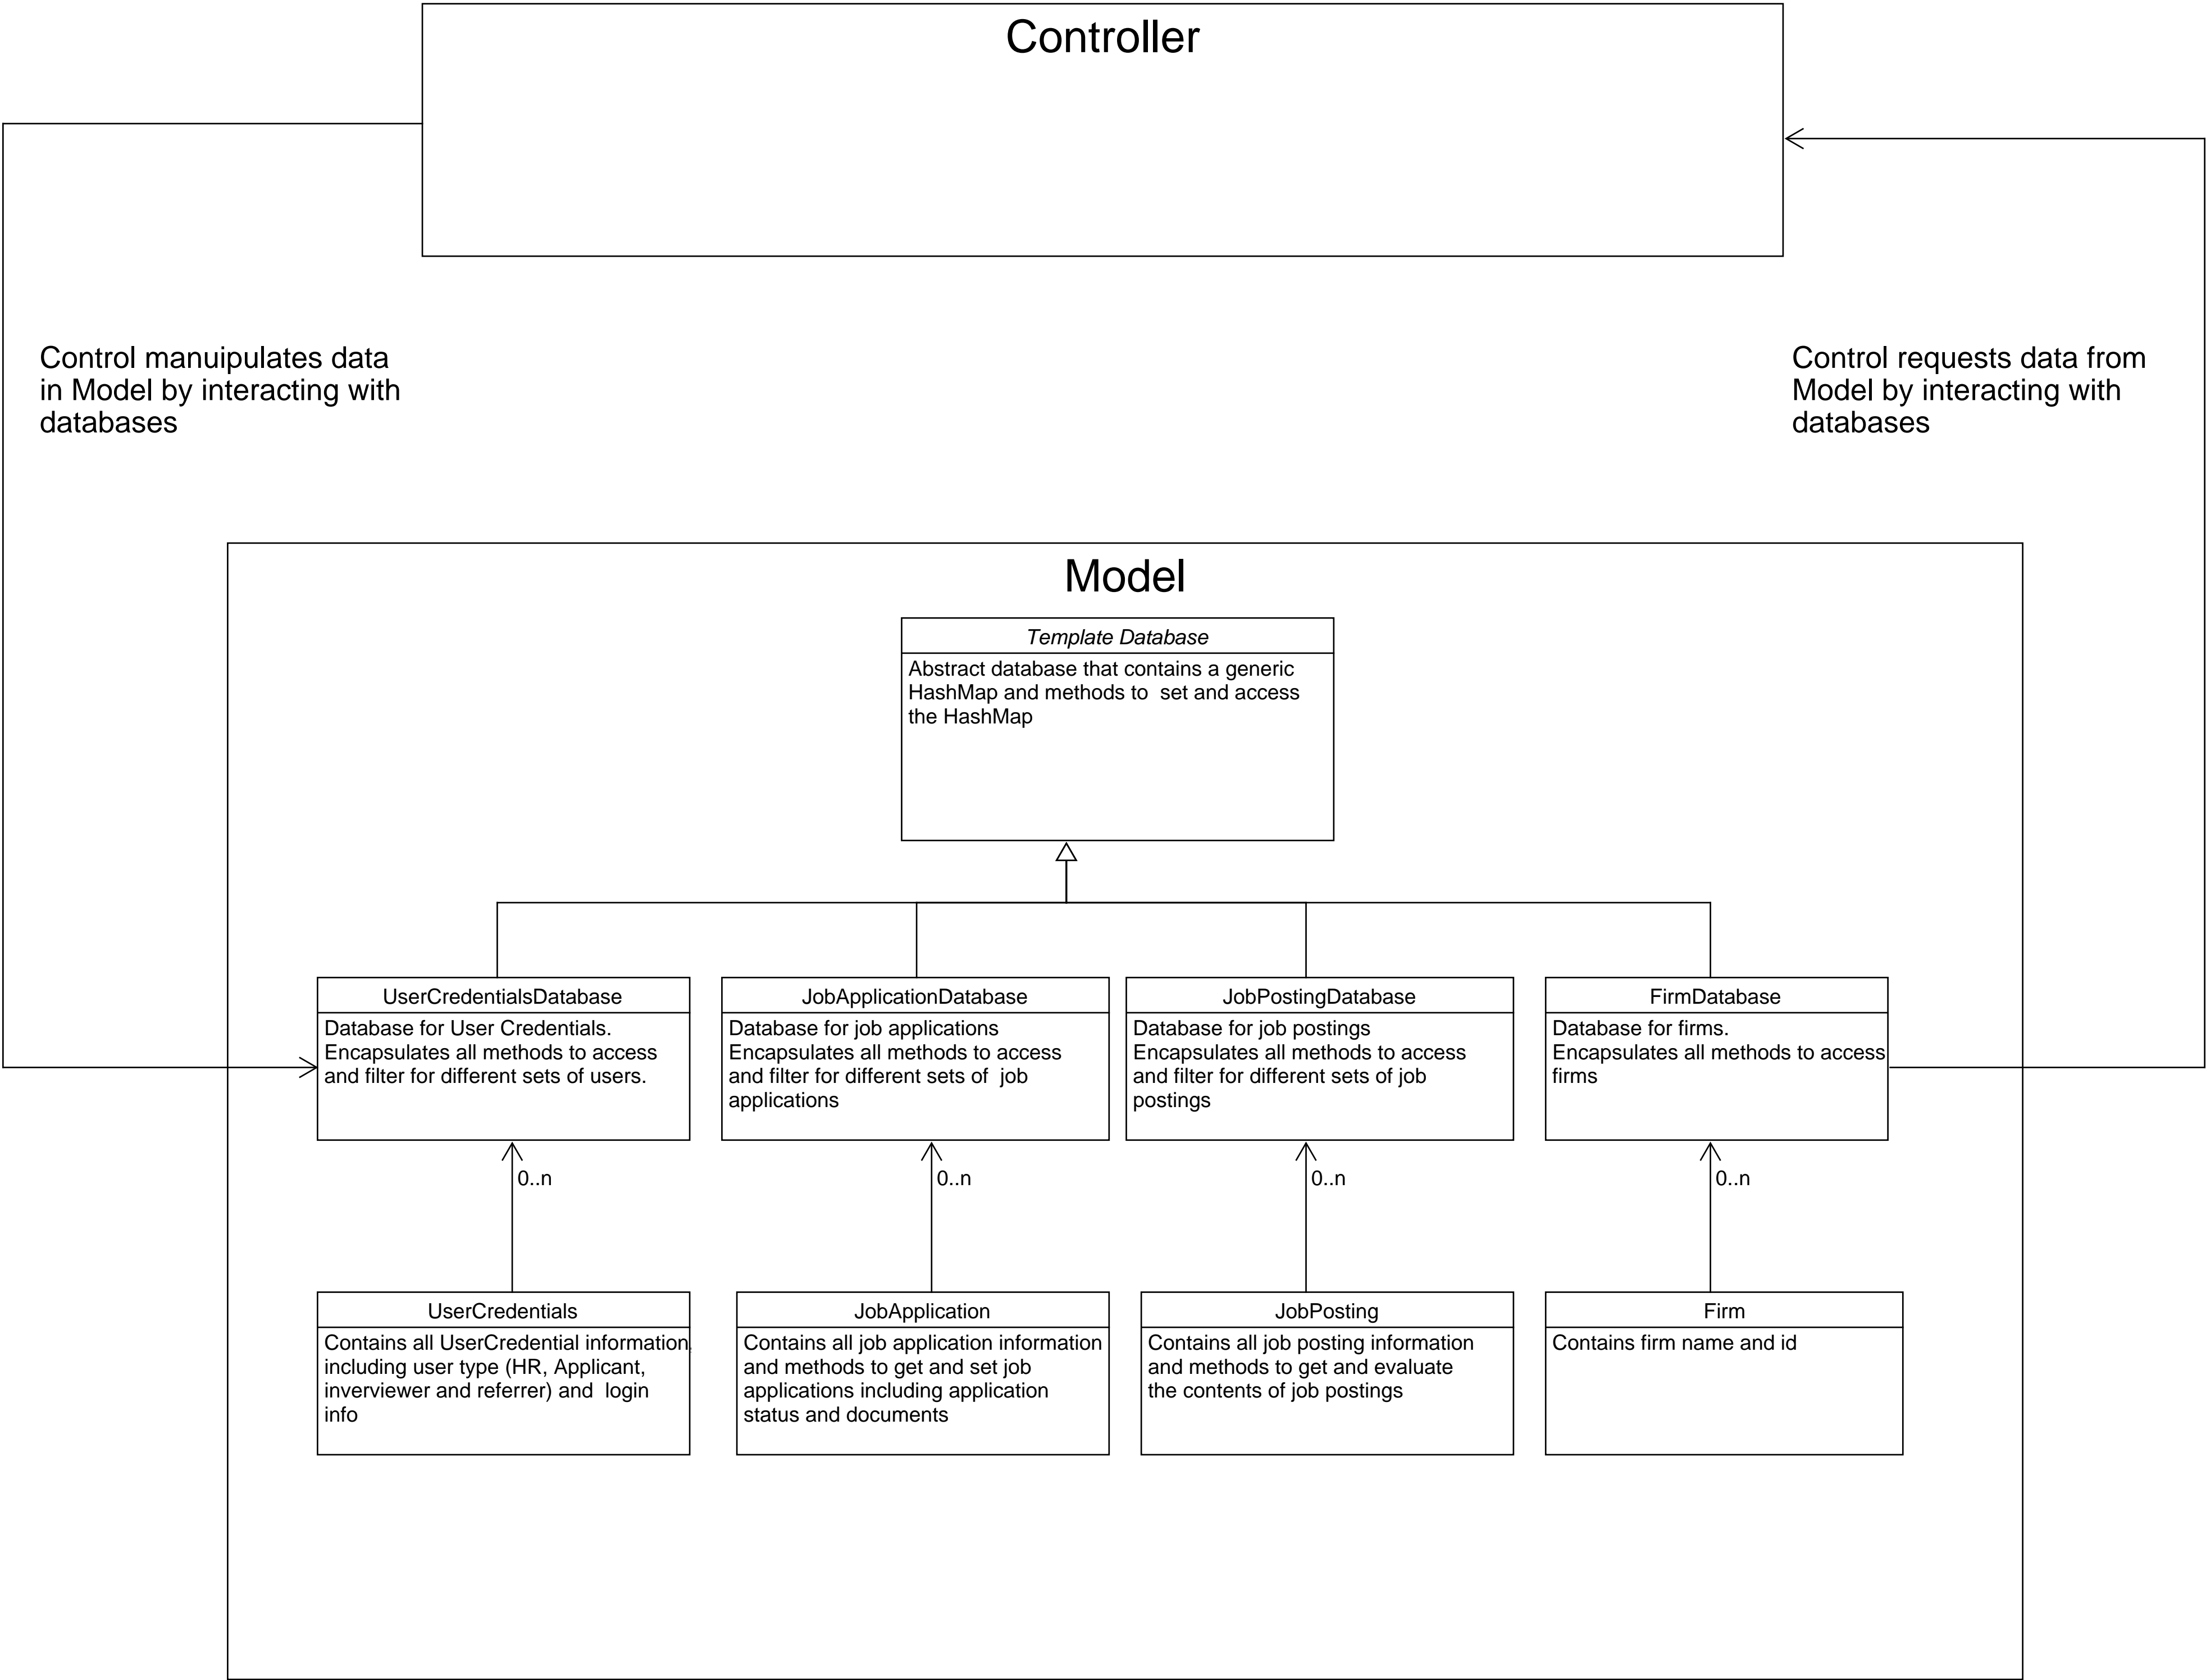 Controller
Control manuipulates data
in Model by interacting with
databases
Control requests data from
Model by interacting with
databases
Model
Template Database
Abstract database that contains a generic
HashMap and methods to  set and access
the HashMap
UserCredentialsDatabase
Database for User Credentials.
Encapsulates all methods to access
and filter for different sets of users.
JobApplicationDatabase
Database for job applications
Encapsulates all methods to access
and filter for different sets of  job
applications
JobPostingDatabase
Database for job postings
Encapsulates all methods to access
and filter for different sets of job
postings
FirmDatabase
Database for firms.
Encapsulates all methods to access
firms
0..n
0..n
0..n
0..n
UserCredentials
Contains all UserCredential information.
including user type (HR, Applicant,
inverviewer and referrer) and  login
info
JobApplication
Contains all job application information
and methods to get and set job
applications including application
status and documents
JobPosting
Contains all job posting information
and methods to get and evaluate
the contents of job postings
Firm
Contains firm name and id